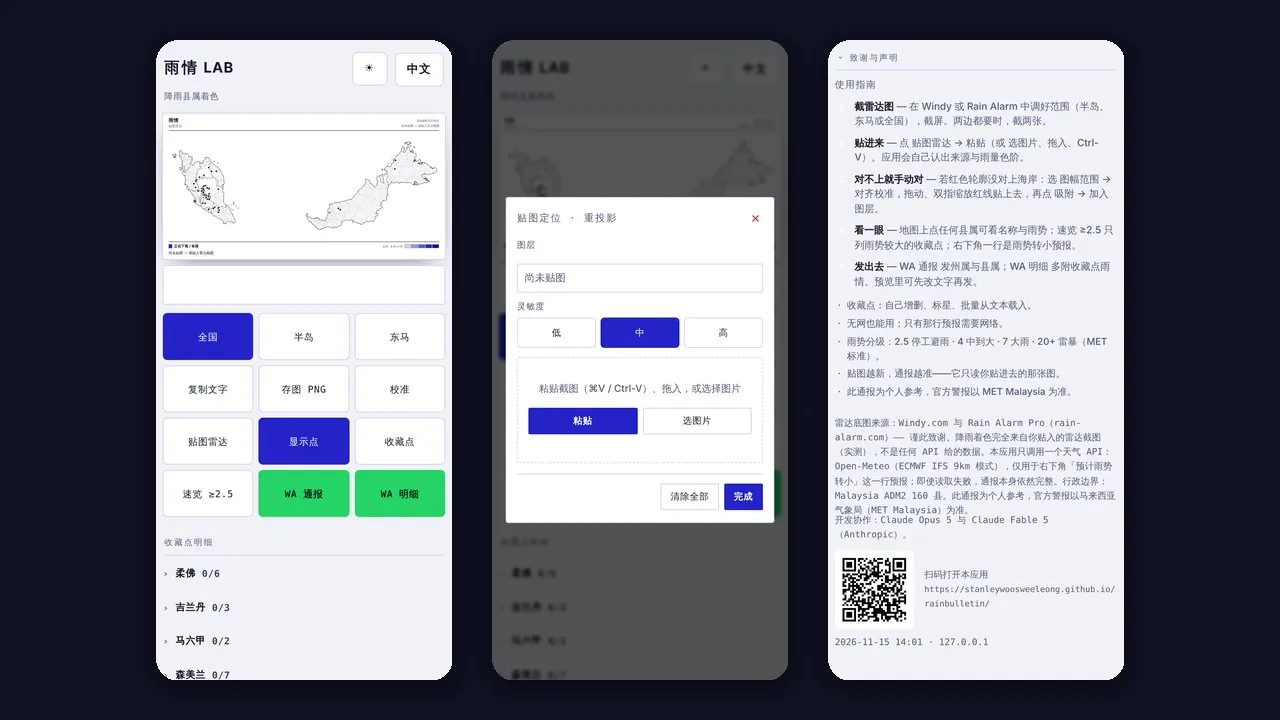 雨情 LAB
☀
中文
降雨县属着色
雨情
正在下雨 / 有雨
全国
半岛
东马
复制文字
存图 PNG
校准
贴图雷达
显示点
收藏点
速览 ≥2.5
WA 通报
WA 明细
收藏点明细
› 柔佛 0/6
› 吉兰丹 0/3
› 马六甲 0/2
森美兰 0/7
贴图定位 · 重投影
×
图层
尚未贴图
灵敏度
低
中
高
粘贴截图（⌘V / Ctrl-V）、拖入，或选择图片
粘贴
选图片
清除全部
完成
致谢与声明
使用指南
截雷达图 — 在 Windy 或 Rain Alarm 中调好范围（半岛、
东马或全国），截屏。两边都要时，截两张。
贴进来 — 点 贴图雷达 → 粘贴（或 选图片、拖入、Ctrl-
V）。应用会自己认出来源与雨量色阶。
对不上就手动对 — 若红色轮廓没对上海岸：选 图幅范围 →
对齐校准，拖动、双指缩放红线贴上去，再点 吸附 → 加入
图层。
看一眼 — 地图上点任何县属可看名称与雨势；速览 ≥2.5 只
列雨势较大的收藏点；右下角一行是雨势转小预报。
发出去 — WA 通报 发州属与县属；WA 明细 多附收藏点雨
情。预览里可先改文字再发。
· 收藏点：自己增删、标星、批量从文本载入。
· 无网也能用；只有那行预报需要网络。
· 雨势分级：2.5 停工避雨 · 4 中到大 · 7 大雨 · 20+ 雷暴（MET
标准）。
· 贴图越新，通报越准——它只读你贴进去的那张图。
· 此通报为个人参考，官方警报以 MET Malaysia 为准。
雷达底图来源：Windy.com 与 Rain Alarm Pro（rain-
alarm.com）—— 谨此致谢。降雨着色完全来自你贴入的雷达截图
（实测），不是任何 API 给的数据。本应用只调用一个天气 API：
Open-Meteo（ECMWF IFS 9km 模式），仅用于右下角「预计雨势
转小」这一行预报；即使读取失败，通报本身依然完整。行政边界：
Malaysia ADM2 160 县。此通报为个人参考，官方警报以马来西亚
气象局（MET Malaysia）为准。
开发协作：Claude Opus 5 与 Claude Fable 5
（Anthropic）。
扫码打开本应用
https://stanleywoosweeleong.github.io/
rainbulletin/
2026-11-15 14:01 · 127.0.0.1